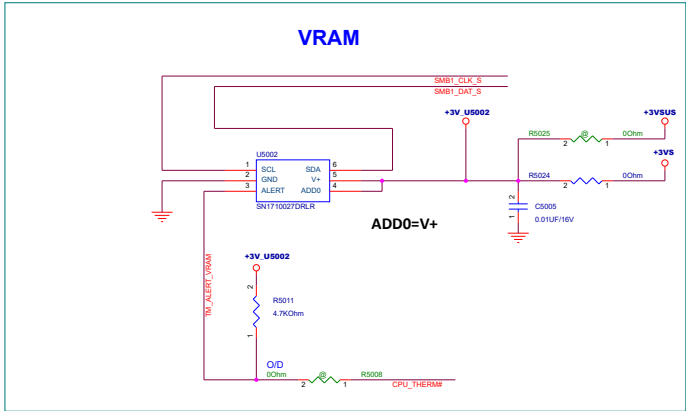 VRAM
SMB1_CLK_S
SMB1_DAT_S
+3V_U5002
+3VSUS
R5025
@
0Ohm
2
1
+3VS
R5024
0Ohm
2
1
U5002
1
SCL
SDA
6
2
GND
V+
5
3
ALERT
ADD0
4
SN1710027DRLR
2
C5005
1
0.01UF/16V
ADD0=V+
+3V_U5002
TM_ALERT_VRAM
2
R5011
4.7KOhm
1
O/D
0Ohm
@
R5008
2
1
CPU_THERM#